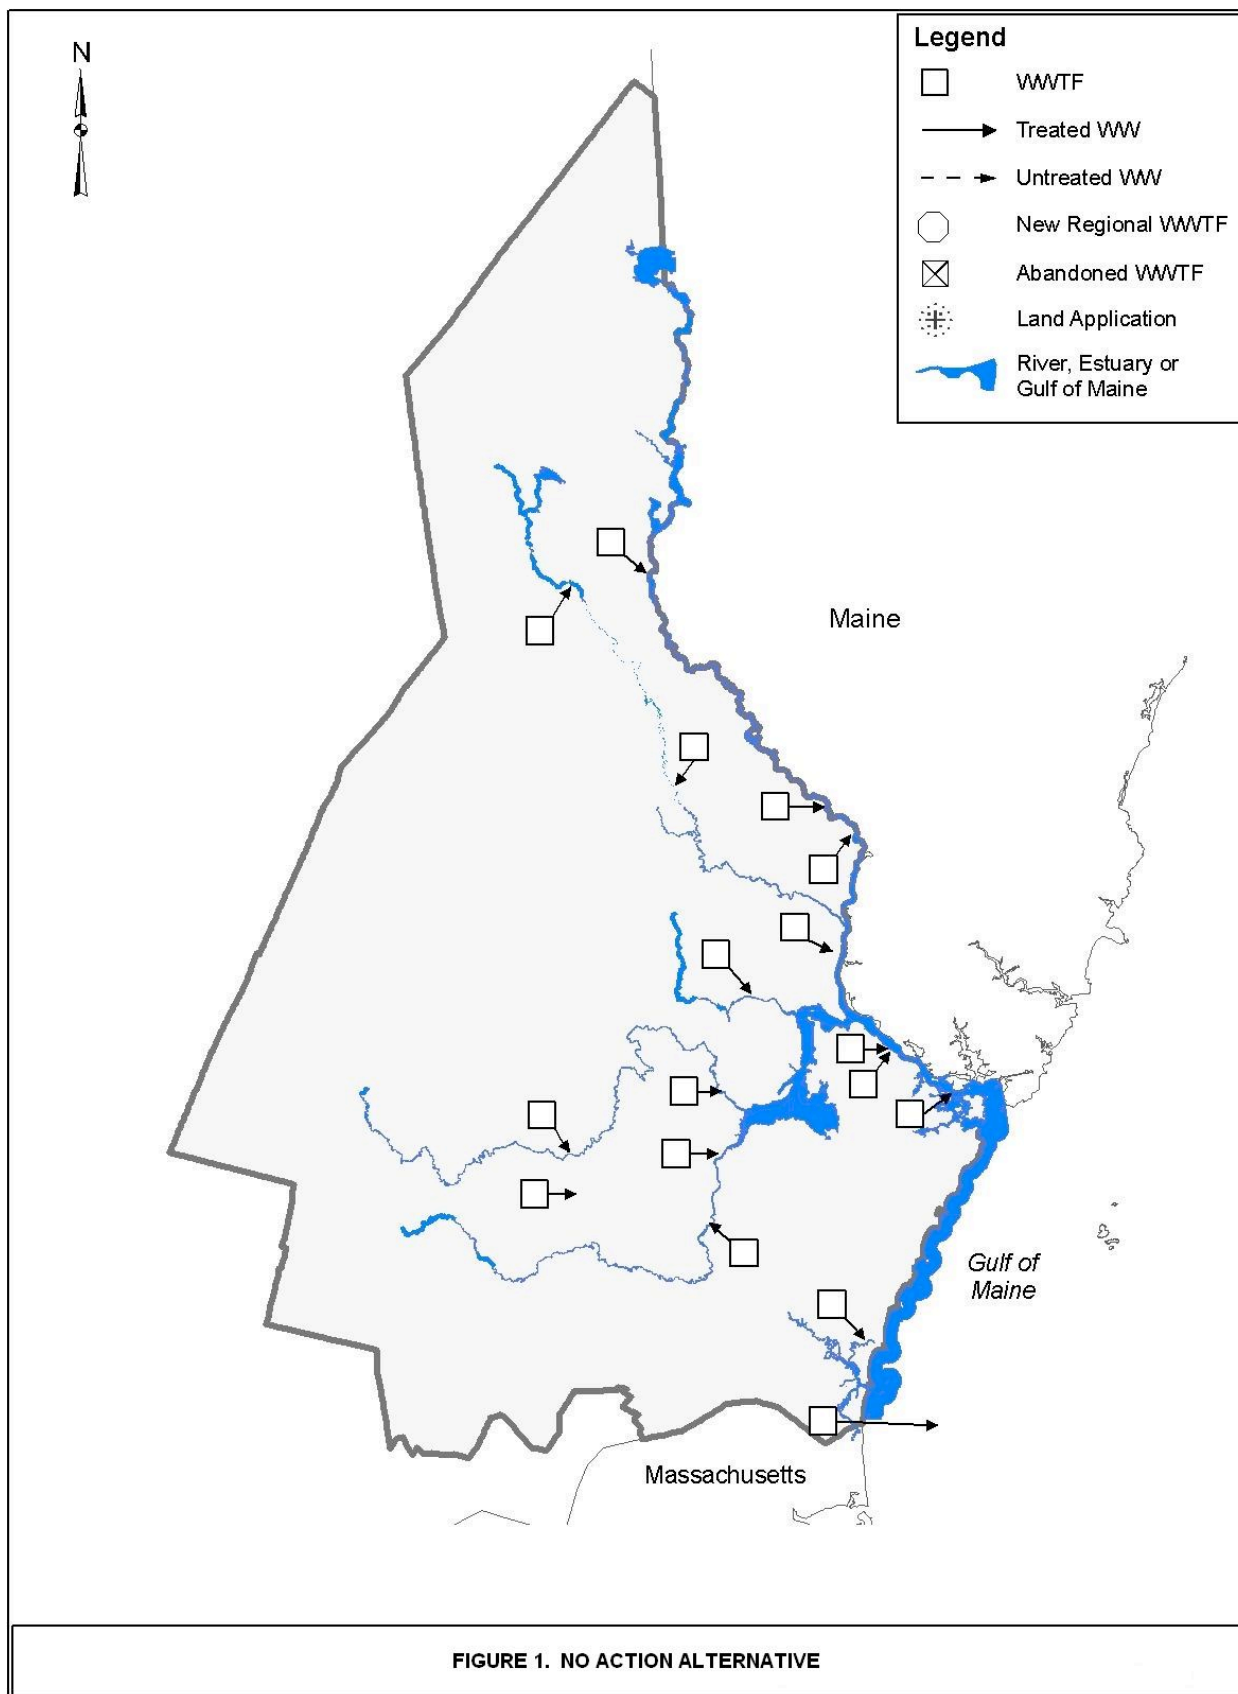 N
Legend
WWTF
Treated WW
Untreated WW
New Regional WWTF
Abandoned WWTF
Land Application
River, Estuary or
Gulf of Maine
Maine
Gulf of
Maine
Massachusetts
FIGURE 1. NO ACTION ALTERNATIVE